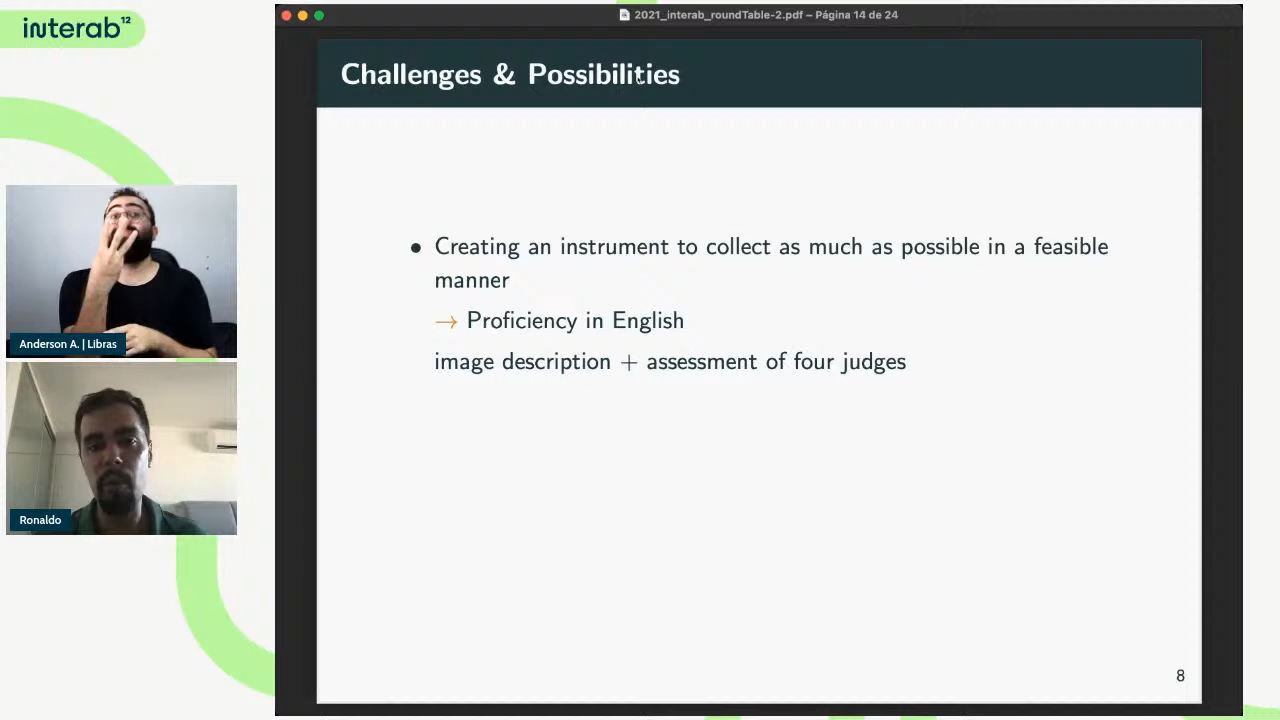 interab12
2021_interab_roundTable-2.pdf – Página 14 de 24
Challenges & Possibilities
• Creating an instrument to collect as much as possible in a feasible
manner
→ Proficiency in English
image description + assessment of four judges
8
Anderson A. | Libras
Ronaldo